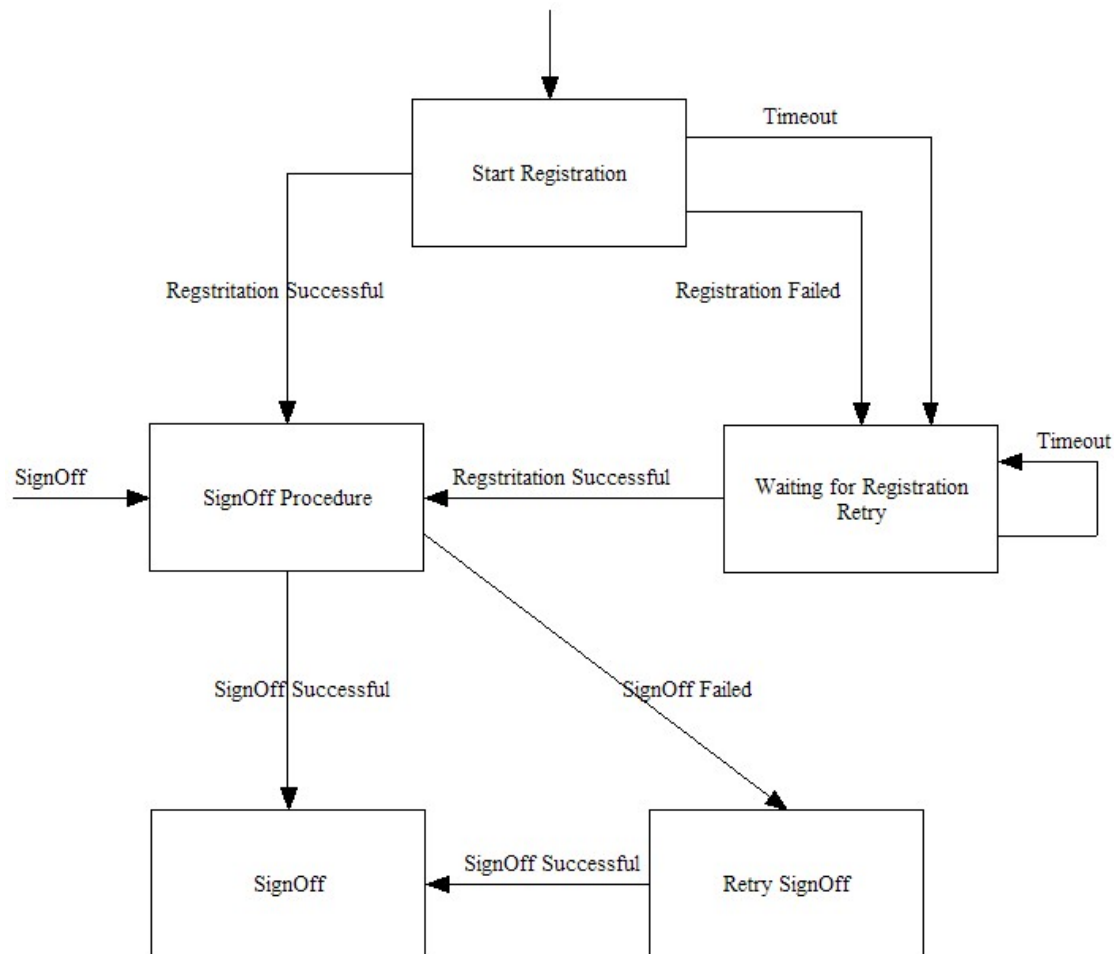 Timeout
Start Registration
Regstritation Successful
Registration Failed
Timeout
SignOff
Regstritation Successful
SignOff Procedure
Waiting for Registration
Retry
SignOff Successful
SignOff Failed
SignOff Successful
SignOff
Retry SignOff